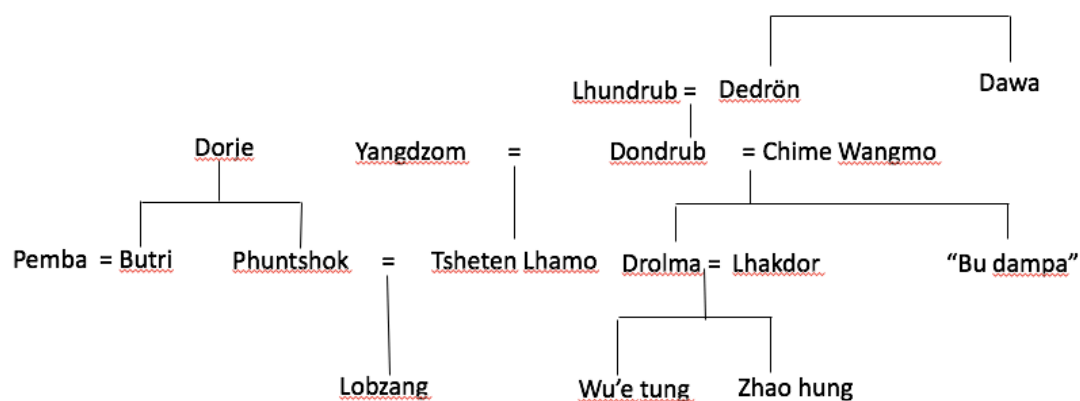 Lhundrub = Dedrön Dawa
Dorje Yangdzom = Dondrub = Chime Wangmo
Pemba = Butri Phuntshok = Tsheten Lhamo Drolma = Lhakdor “Bu dampa”
Lobzang Wu’e tung Zhao hung